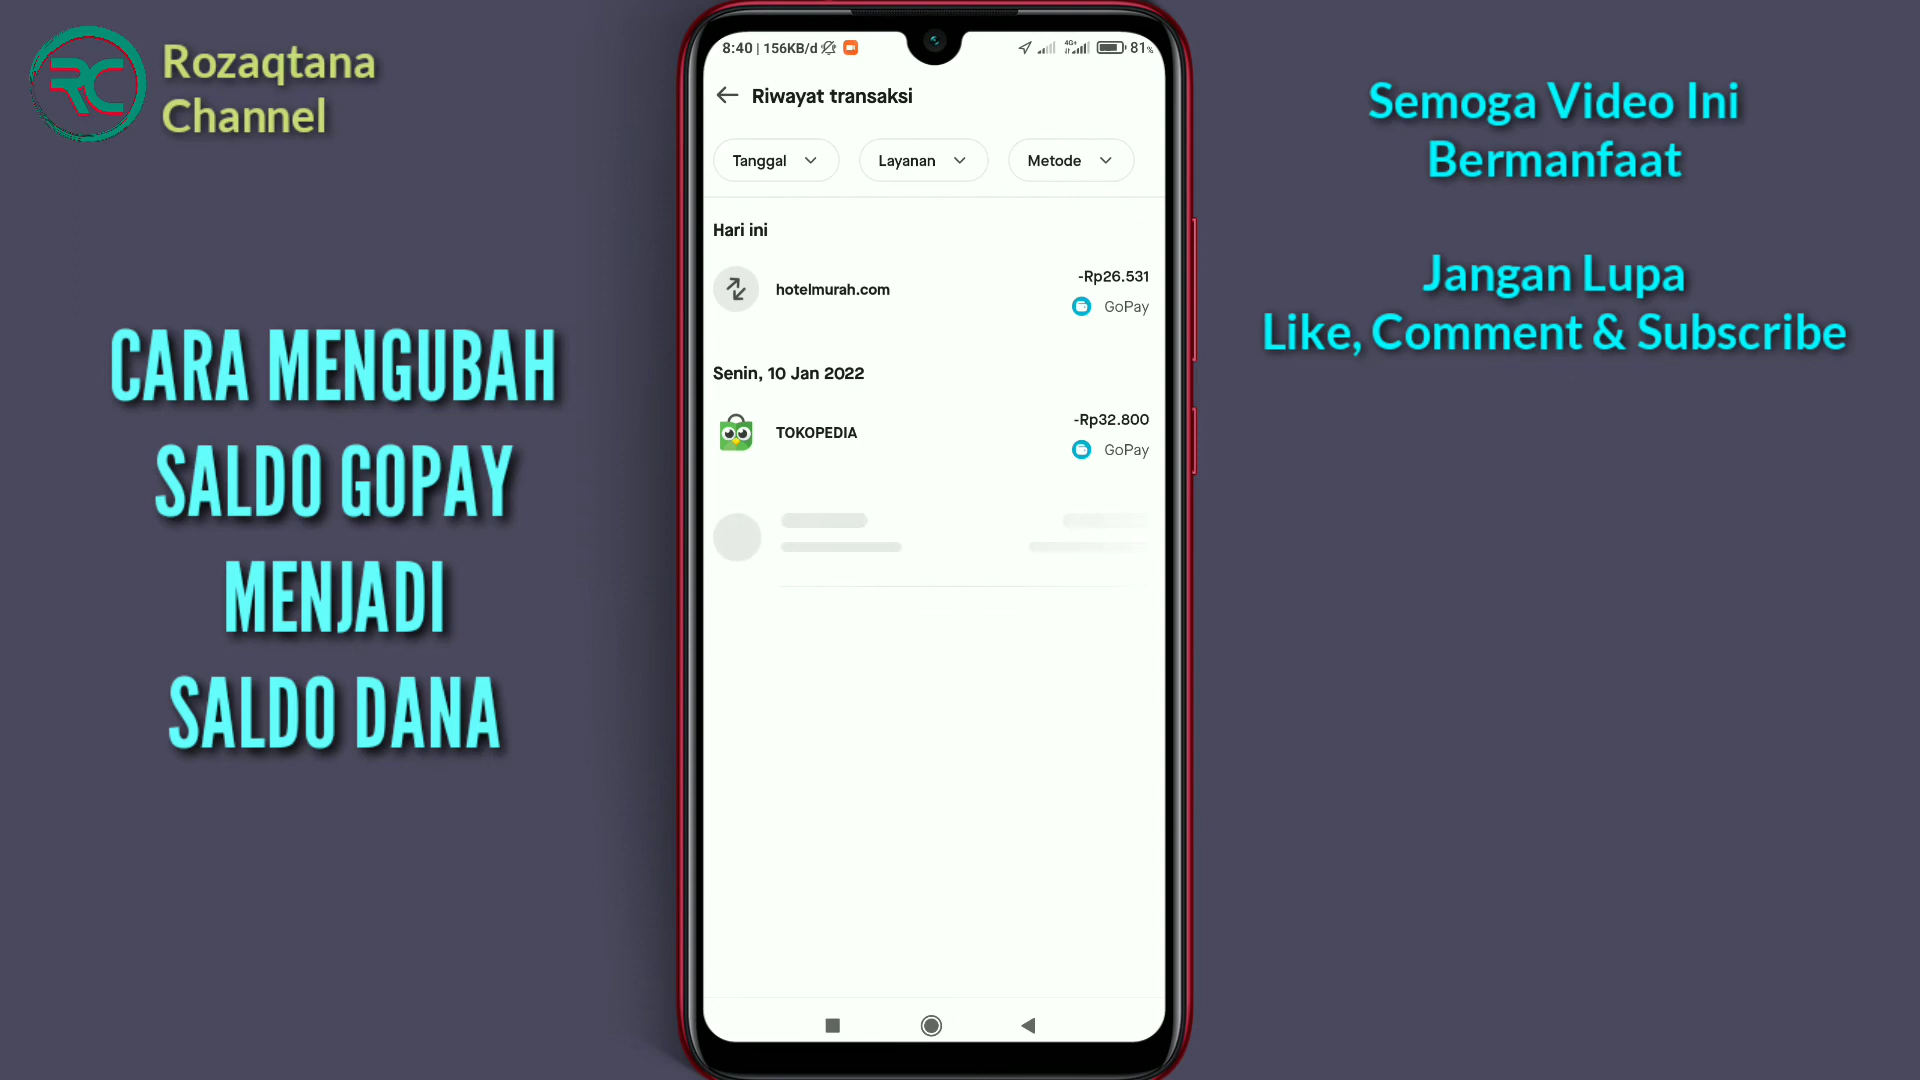 Rozaqtana
Channel
CARA MENGUBAH
SALDO GOPAY
MENJADI
SALDO DANA
8:40 | 156KB/d 4G+ 81%
Riwayat transaksi
Tanggal Layanan Metode
Hari ini
hotelmurah.com -Rp26.531
GoPay
Senin, 10 Jan 2022
TOKOPEDIA -Rp32.800
GoPay
Semoga Video Ini
Bermanfaat
Jangan Lupa
Like, Comment & Subscribe
RC